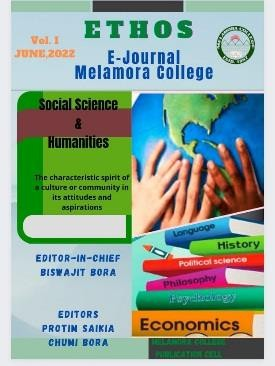 ETHOS
Vol. I
JUNE,2022
E-Journal
Melamora College
Social Science
&
Humanities
The characteristic spirit of
a culture or community in
its attitudes and
aspirations
EDITOR-IN-CHIEF
BISWAJIT BORA
EDITORS
PROTIM SAIKIA
CHUMI BORA
Language
History
Political science
Philosophy
Psychology
Economics
MELAMORA COLLEGE
PUBLICATION CELL